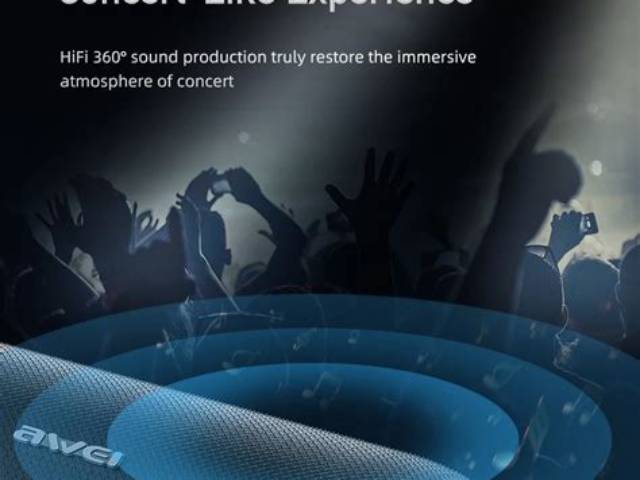 Concert-Like Experience
HiFi 360° sound production truly restore the immersive
atmosphere of concert
awei